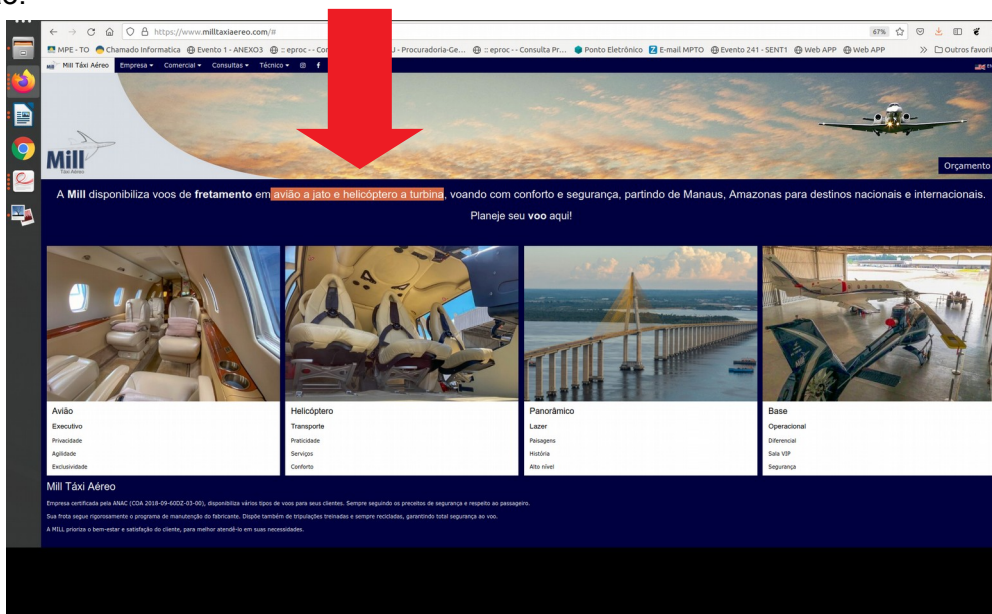 https://www.milltaxiaereo.com/#
67%
MPE - TO Chamado Informatica Evento 1 - ANEXO3 :: eproc - - Con J - Procuradoria-Ge... :: eproc - - Consulta Pr... Ponto Eletrônico E-mail MPTO Evento 241 - SENT1 Web APP Web APP Outros favorit
Mill Táxi Aéreo Empresa Comercial Consultas Técnico
Mill
Táxi Aéreo
Orçamento
A Mill disponibiliza voos de fretamento em avião a jato e helicóptero a turbina, voando com conforto e segurança, partindo de Manaus, Amazonas para destinos nacionais e internacionais.
Planeje seu voo aqui!
Avião
Executivo
Privacidade
Agilidade
Exclusividade
Helicóptero
Transporte
Praticidade
Serviços
Conforto
Panorâmico
Lazer
Paisagens
História
Alto nível
Base
Operacional
Diferencial
Sala VIP
Segurança
Mill Táxi Aéreo
Empresa certificada pela ANAC (COA 2018-09-6ODZ-03-00), disponibiliza vários tipos de voos para seus clientes. Sempre seguindo os preceitos de segurança e respeito ao passageiro.
Sua frota segue rigorosamente o programa de manutenção do fabricante. Dispõe também de tripulações treinadas e sempre recicladas, garantindo total segurança ao voo.
A MILL prioriza o bem-estar e satisfação do cliente, para melhor atendê-lo em suas necessidades.